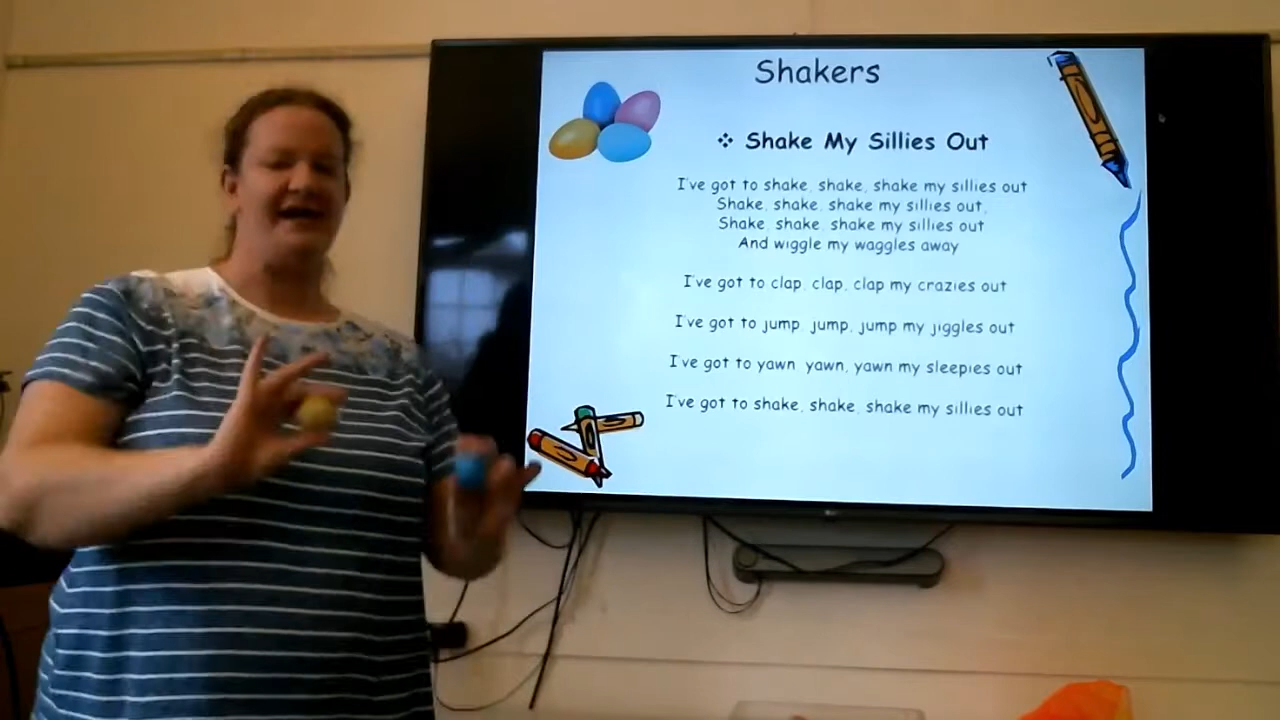 Shakers
❖ Shake My Sillies Out
I've got to shake, shake, shake my sillies out
Shake, shake, shake my sillies out,
Shake, shake, shake my sillies out
And wiggle my waggles away
I've got to clap, clap, clap my crazies out
I've got to jump, jump, jump my jiggles out
I've got to yawn yawn, yawn my sleepies out
I've got to shake, shake, shake my sillies out